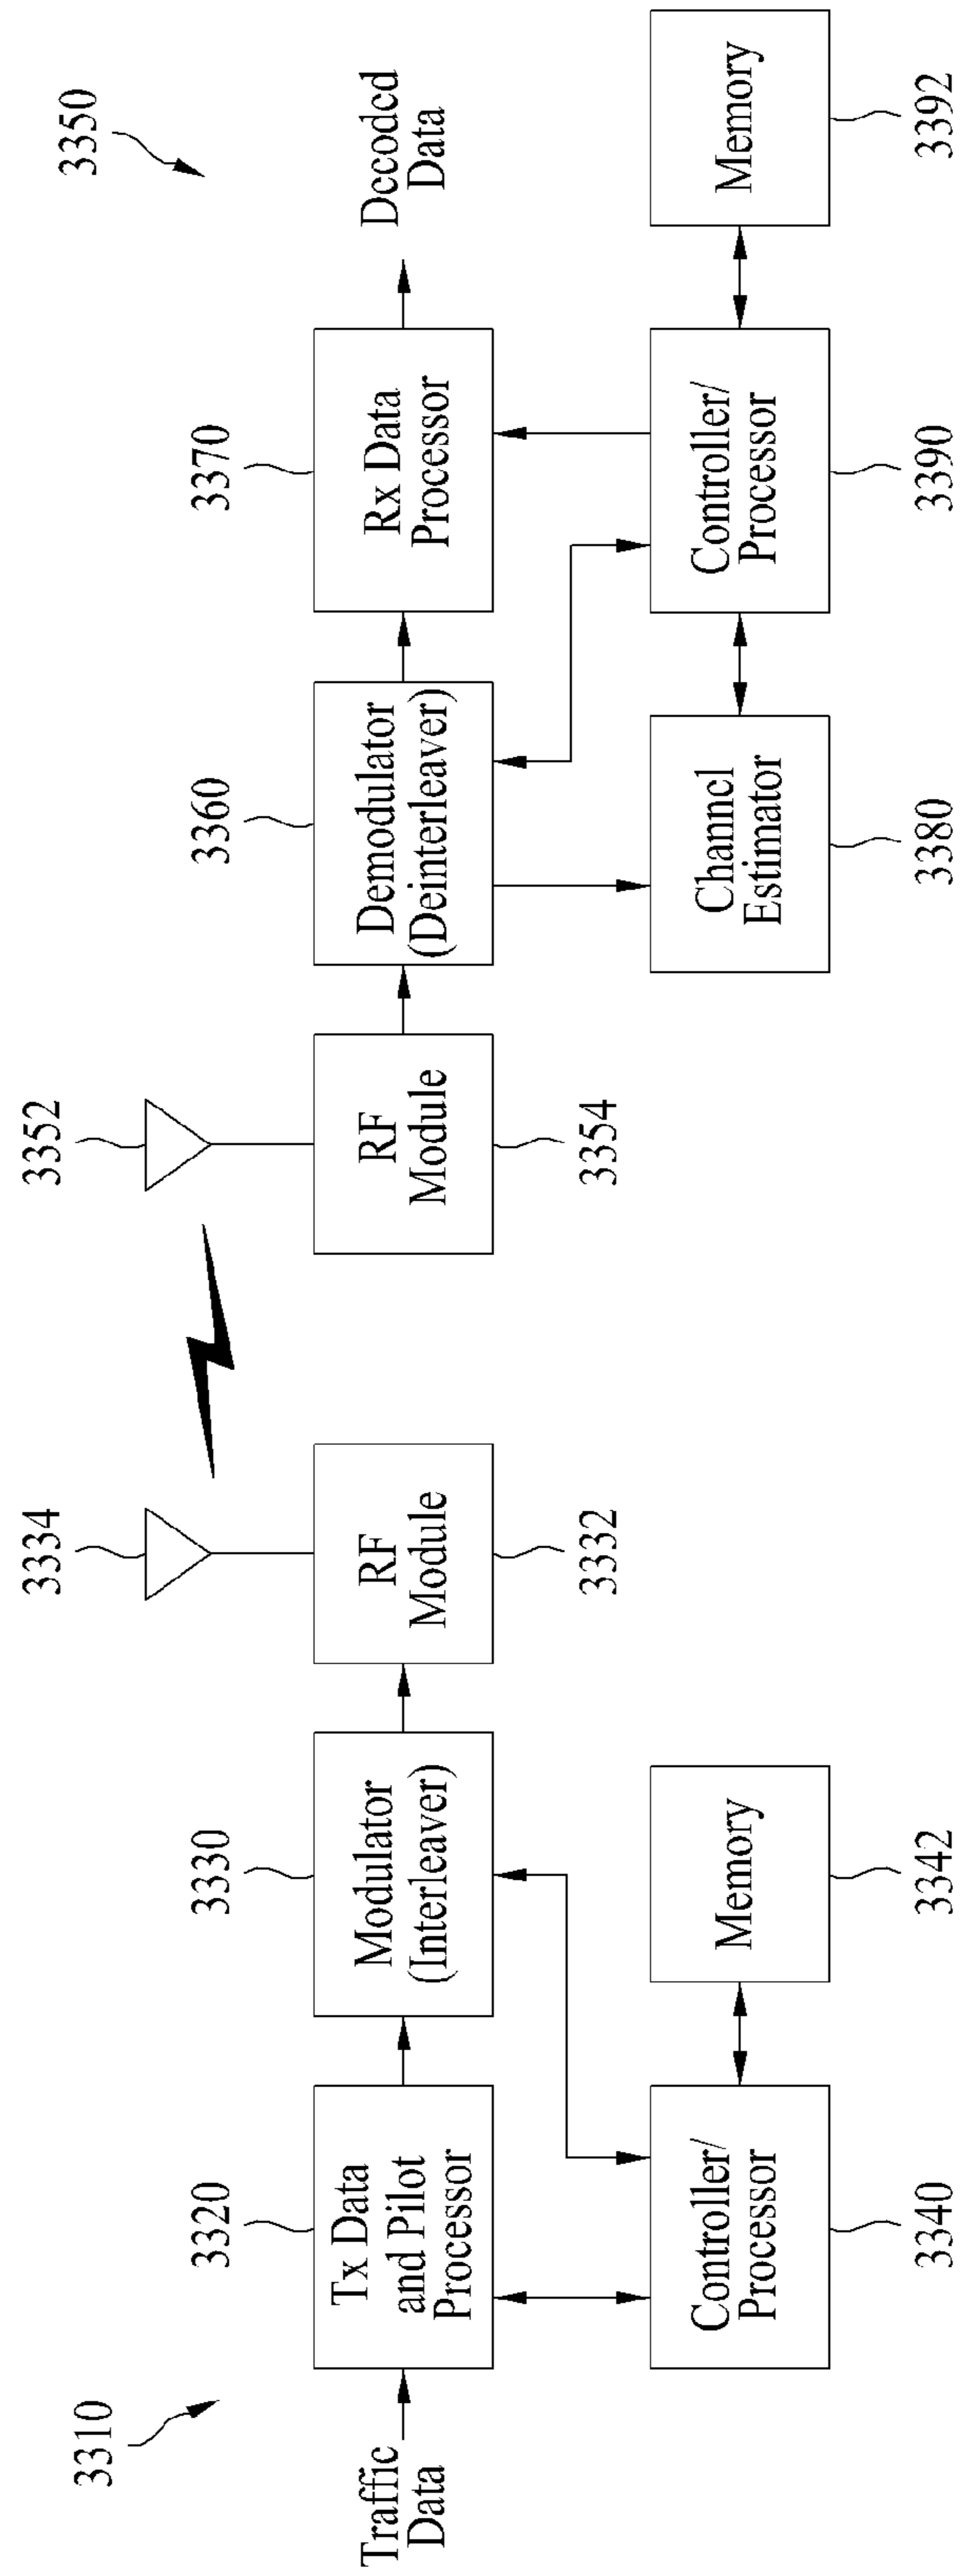 3310
Traffic
Data
3320
Tx Data
and Pilot
Processor
3330
Modulator
(Interleaver)
3334
RF
Module
3332
Controller/
Processor
3340
Memory
3342
3350
3352
RF
Module
3354
3360
Demodulator
(Deinterleaver)
3370
Rx Data
Processor
Decoded
Data
Channel
Estimator
3380
Controller/
Processor
3390
Memory
3392